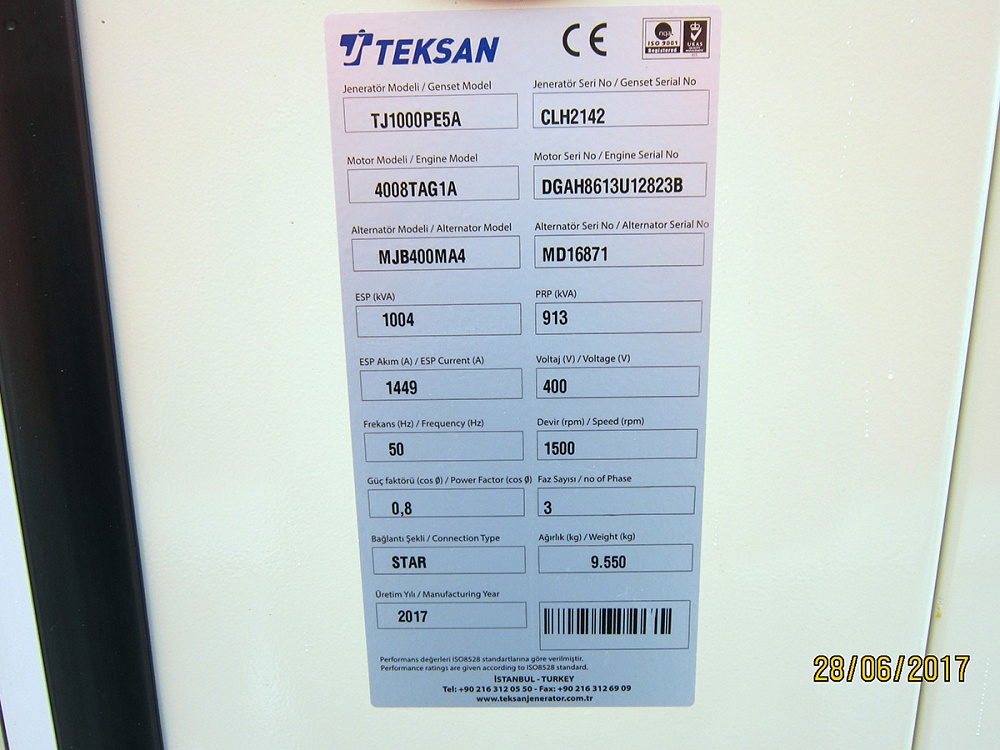 TEKSAN
CE
nqa.
ISO 9001
Registered
UKAS
Jeneratör Modeli / Genset Model
Jeneratör Seri No / Genset Serial No
TJ1000PE5A
CLH2142
Motor Modeli / Engine Model
Motor Seri No / Engine Serial No
4008TAG1A
DGAH8613U12823B
Alternatör Modeli / Alternator Model
Alternatör Seri No / Alternator Serial No
MJB400MA4
MD16871
ESP (kVA)
PRP (kVA)
1004
913
ESP Akım (A) / ESP Current (A)
Voltaj (V) / Voltage (V)
1449
400
Frekans (Hz) / Frequency (Hz)
Devir (rpm) / Speed (rpm)
50
1500
Güç faktörü (cos Ø) / Power Factor (cos Ø)
Faz Sayısı / no of Phase
0,8
3
Bağlantı Şekli / Connection Type
Ağırlık (kg) / Weight (kg)
STAR
9.550
Üretim Yılı / Manufacturing Year
2017
Performans değerleri ISO8528 standartlarına göre verilmiştir.
Performance ratings are given according to ISO8528 standard.
İSTANBUL - TURKEY
Tel: +90 216 312 05 50 - Fax: +90 216 312 69 09
www.teksanjenerator.com.tr
28/06/2017